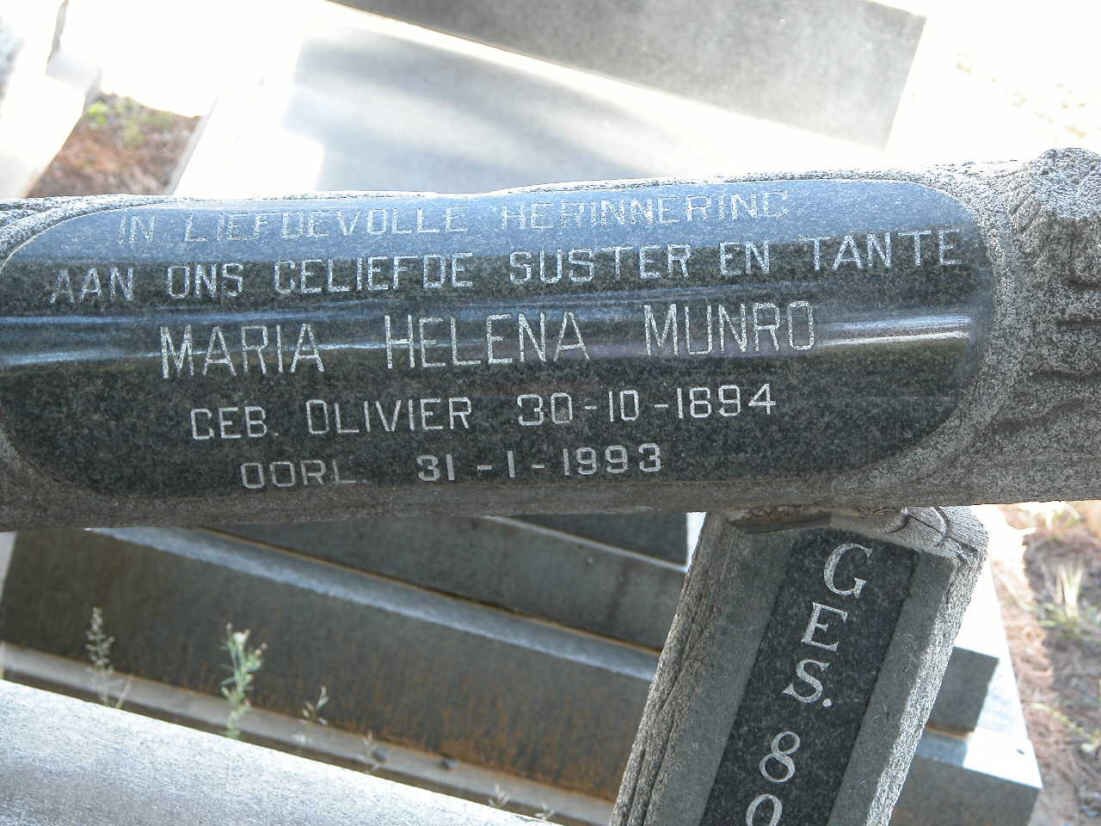 IN LIEFDEVOLLE HERINNERING
AAN ONS GELIEFDE SUSTER EN TANTE
MARIA HELENA MUNRO
GEB. OLIVIER 30-10-1894
OORL. 31-1-1993
GES. 80